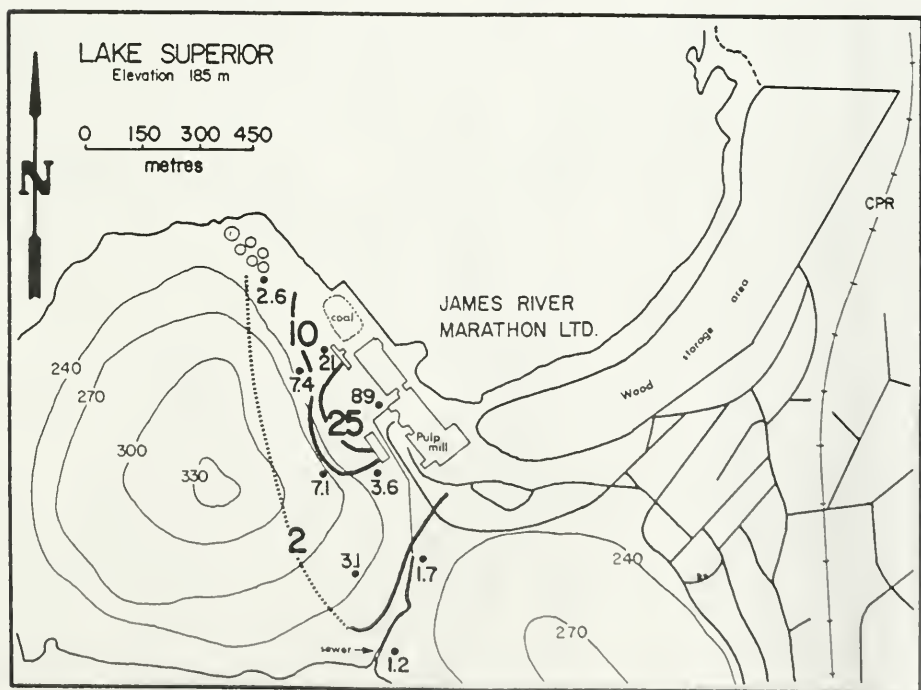 LAKE SUPERIOR
Elevation 185 m
0 150 300 450
metres
N
CPR
2.6
JAMES RIVER
MARATHON LTD.
coal
10
21
7.4
240
270
Wood storage area
89
25
Pulp
mill
300
330
7.1
3.6
2
3.1
1.7
240
270
sewer
1.2